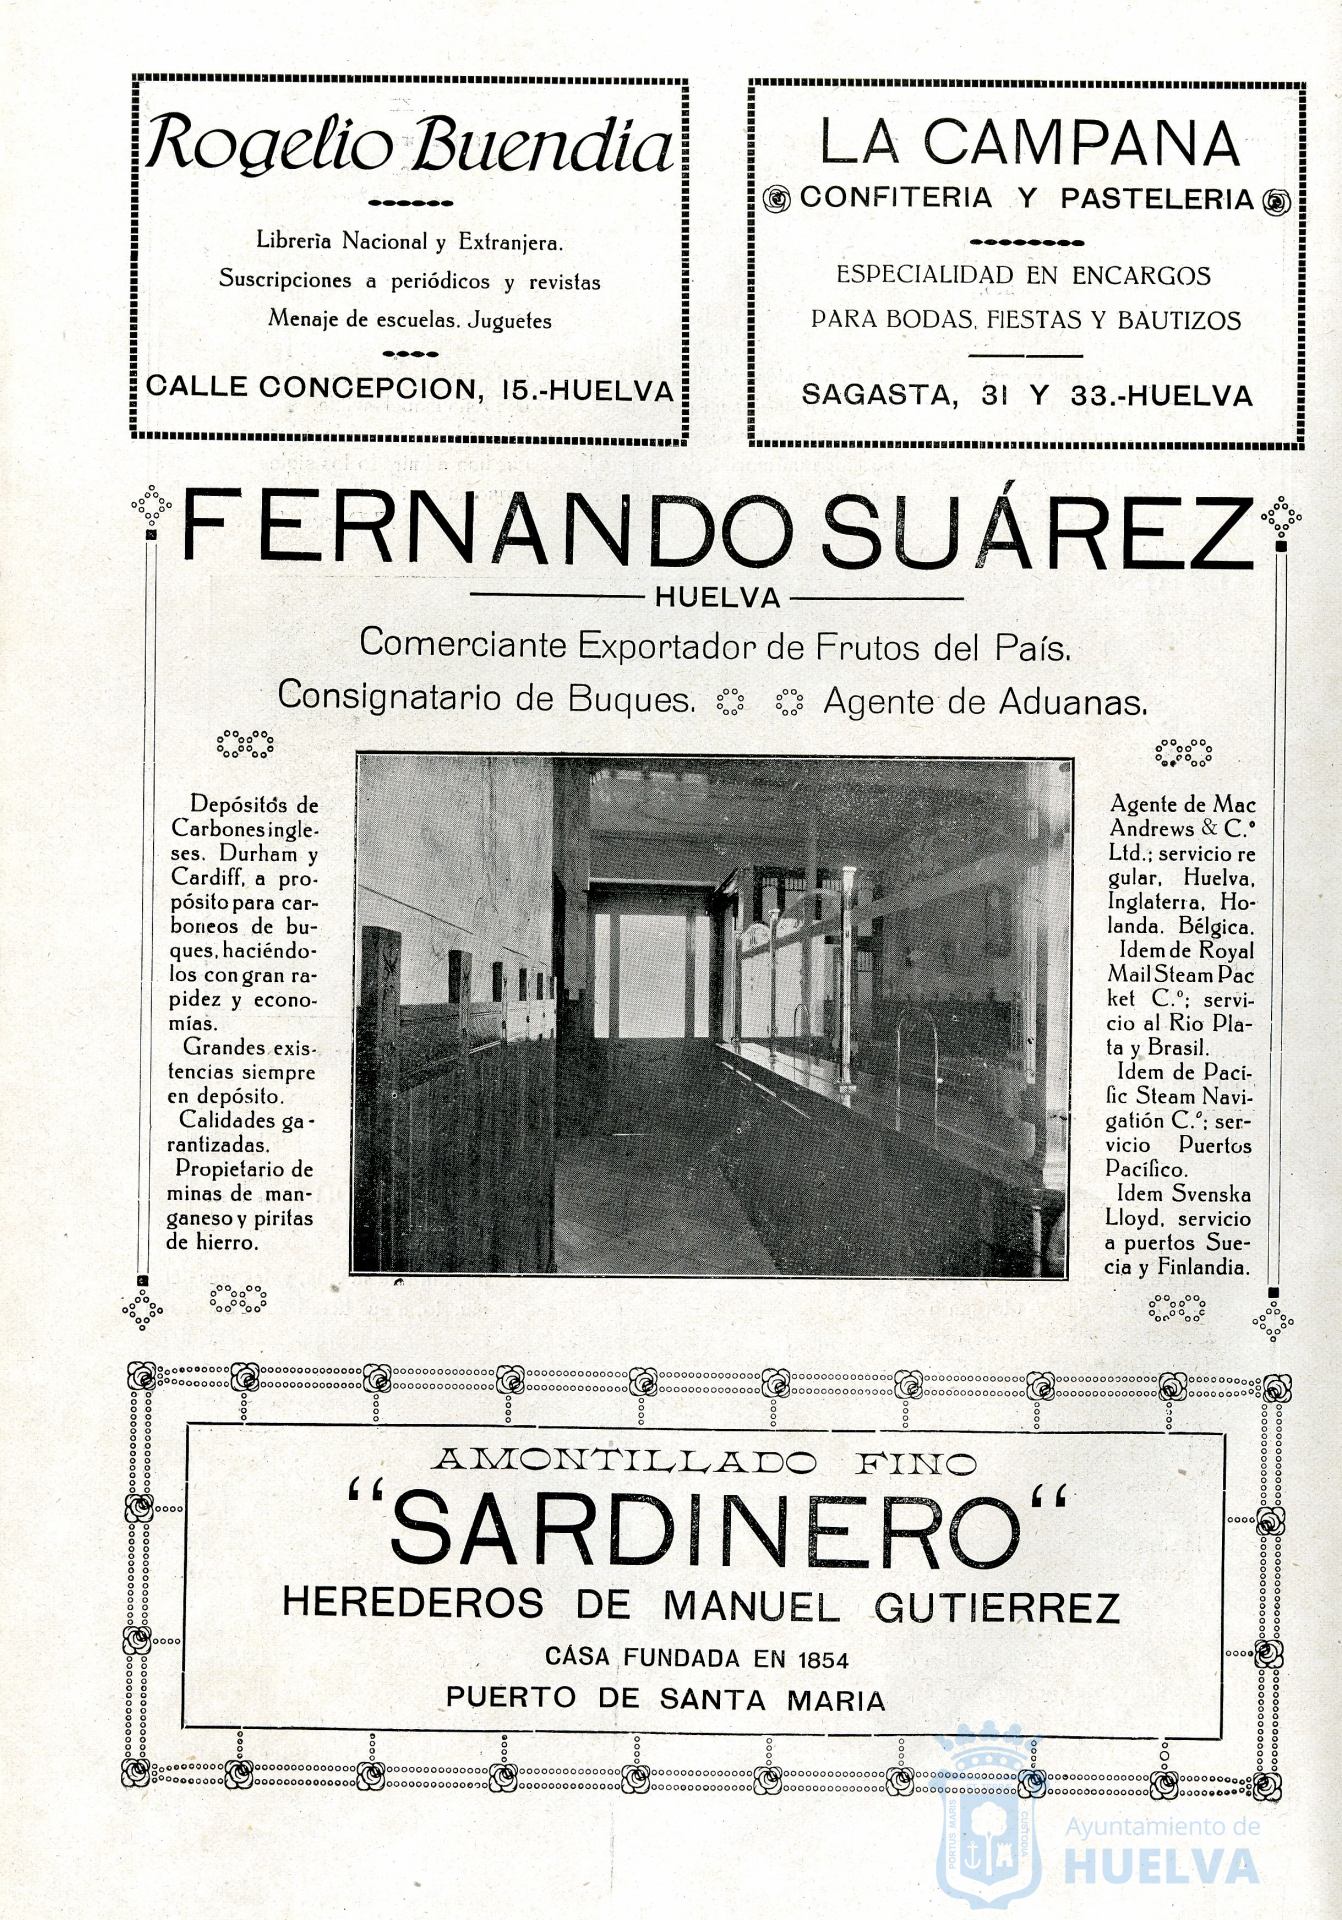 Rogelio Buendia
Libreria Nacional y Extranjera.
Suscripciones a periódicos y revistas
Menaje de escuelas. Juguetes
CALLE CONCEPCION, 15.-HUELVA
LA CAMPANA
CONFITERIA Y PASTELERIA
ESPECIALIDAD EN ENCARGOS
PARA BODAS, FIESTAS Y BAUTIZOS
SAGASTA, 31 Y 33.-HUELVA
FERNANDO SUÁREZ
HUELVA
Comerciante Exportador de Frutos del País.
Consignatario de Buques. Agente de Aduanas.
Depósitos de
Carbones ingle-
ses. Durham y
Cardiff, a pro-
pósito para car-
boneos de bu-
ques, haciéndo-
los con gran ra-
pidez y econo-
mías.
Grandes exis-
tencias siempre
en depósito.
Calidades ga-
rantizadas.
Propietario de
minas de man-
ganeso y piritas
de hierro.
Agente de Mac
Andrews & C.º
Ltd.; servicio re
gular, Huelva,
Inglaterra, Ho-
landa, Bélgica.
Idem de Royal
Mail Steam Pac
ket C.º; servi-
cio al Rio Pla-
ta y Brasil.
Idem de Pací-
fic Steam Navi-
gatión C.º; ser-
vicio Puertos
Pacífico.
Idem Svenska
Lloyd, servicio
a puertos Sue-
cia y Finlandia.
AMONTILLADO FINO
“SARDINERO“
HEREDEROS DE MANUEL GUTIERREZ
CASA FUNDADA EN 1854
PUERTO DE SANTA MARIA
PORTUS MARIS
CUSTODIA
Ayuntamiento de
HUELVA